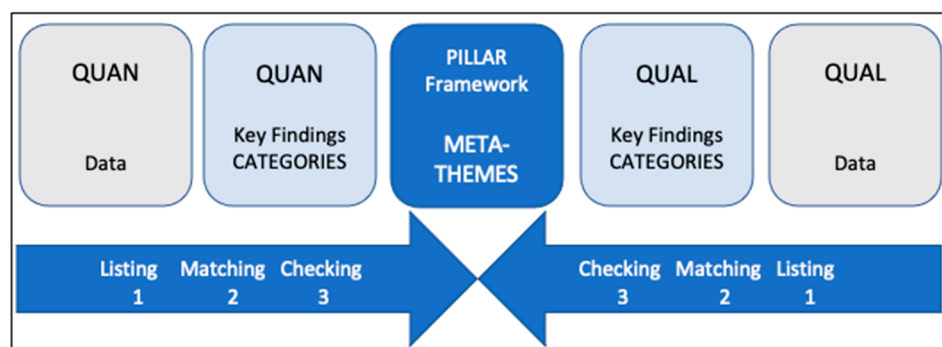 QUAN
Data
QUAN
Key Findings
CATEGORIES
PILLAR
Framework
META-
THEMES
QUAL
Key Findings
CATEGORIES
QUAL
Data
Listing Matching Checking
1 2 3
Checking Matching Listing
3 2 1